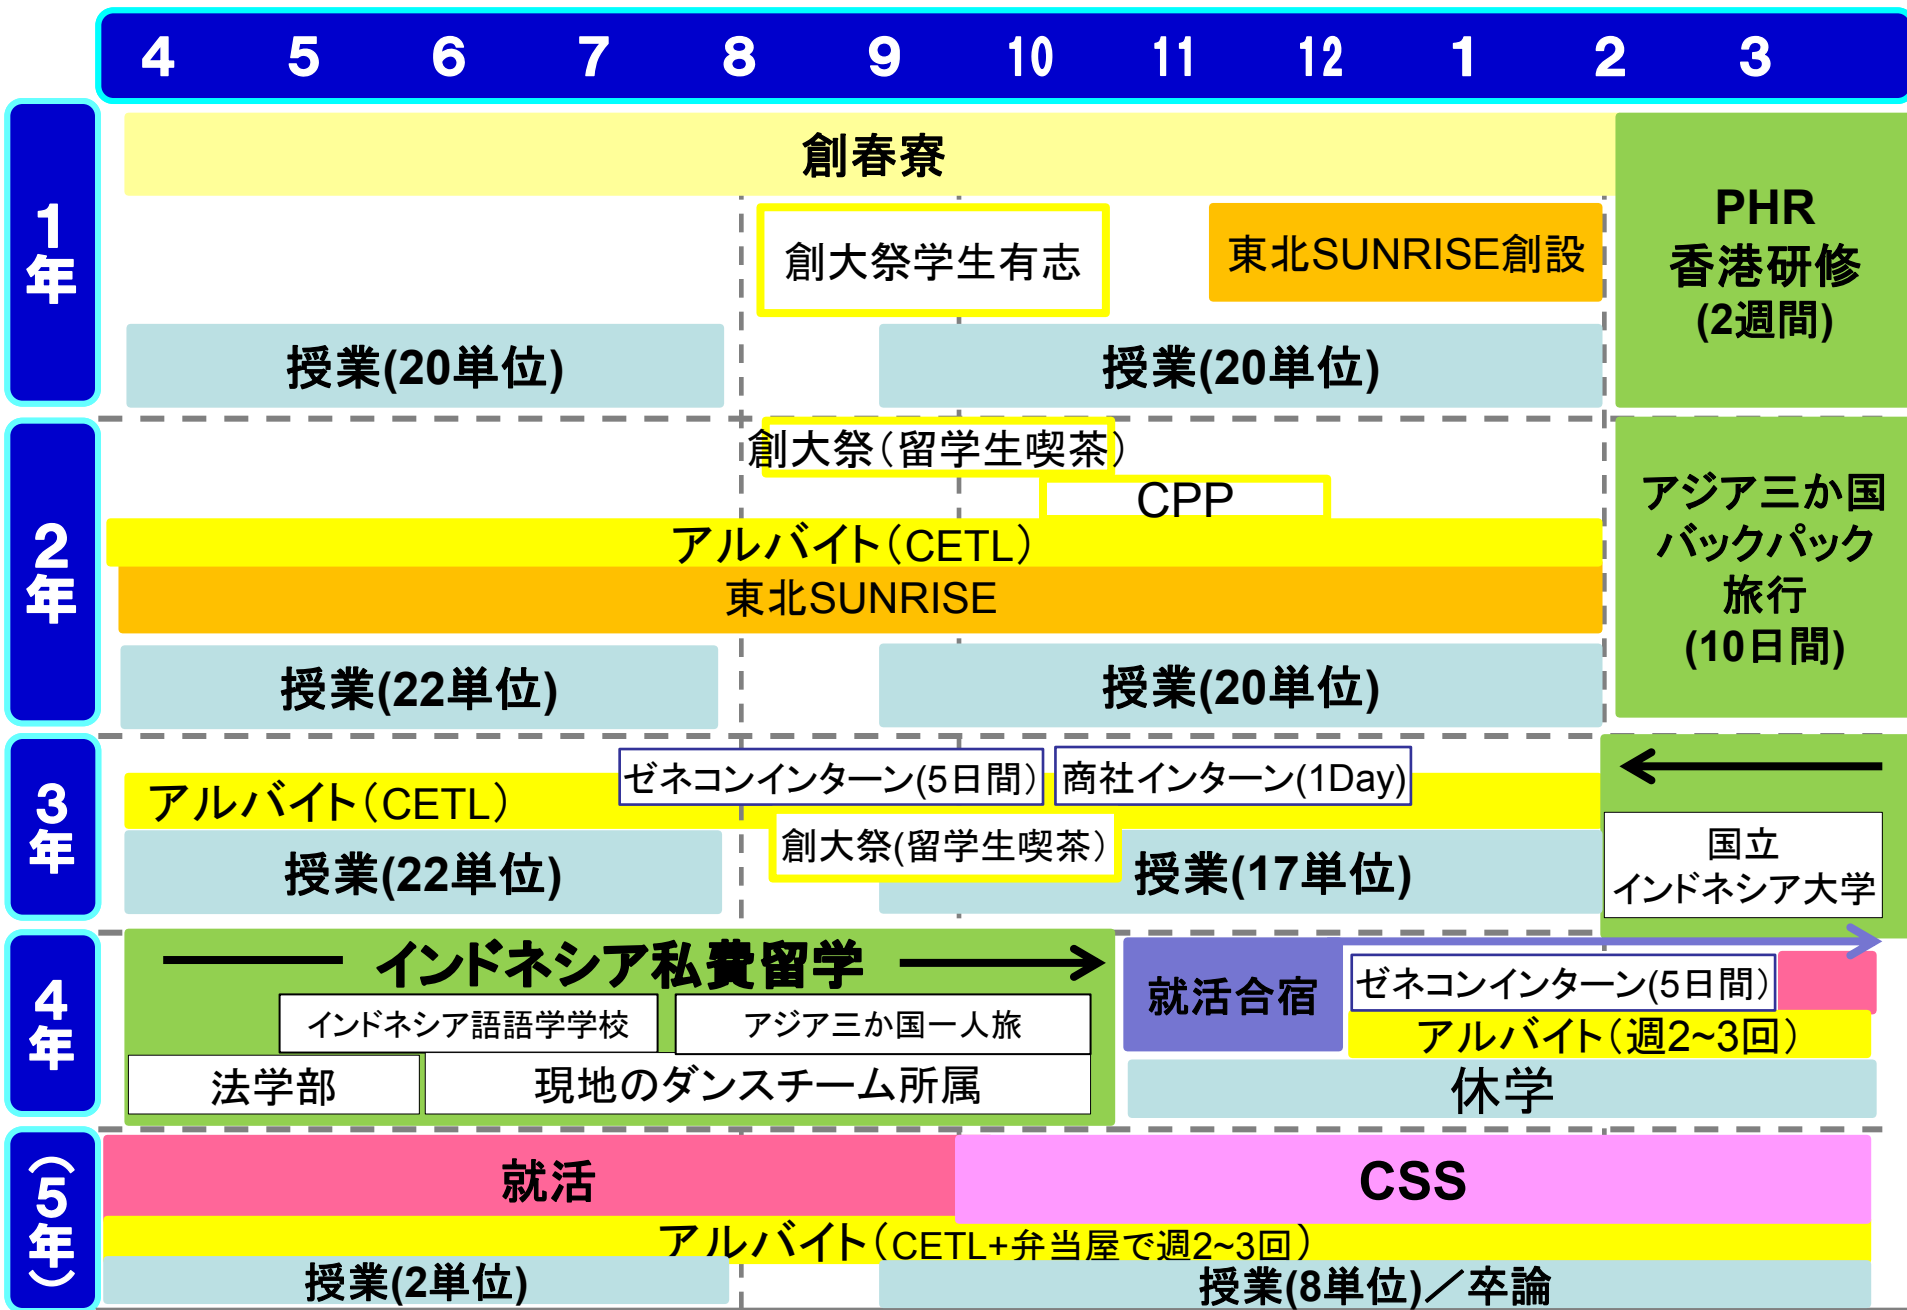 4 5 6 7 8 9 10 11 12 1 2 3
1年
創春寮
創大祭学生有志
東北SUNRISE創設
授業(20単位)
授業(20単位)
PHR
香港研修
(2週間)
2年
創大祭（留学生喫茶）
CPP
アルバイト（CETL）
東北SUNRISE
授業(22単位)
授業(20単位)
アジア三か国
バックパック
旅行
(10日間)
3年
ゼネコンインターン(5日間）
商社インターン(1Day)
アルバイト（CETL）
創大祭(留学生喫茶）
授業(22単位)
授業(17単位)
国立
インドネシア大学
4年
インドネシア私費留学
インドネシア語語学学校
アジア三か国一人旅
法学部
現地のダンスチーム所属
就活合宿
ゼネコンインターン(5日間）
アルバイト（週2~3回）
休学
（5年）
就活
CSS
アルバイト（CETL+弁当屋で週2~3回）
授業(2単位)
授業(8単位)／卒論